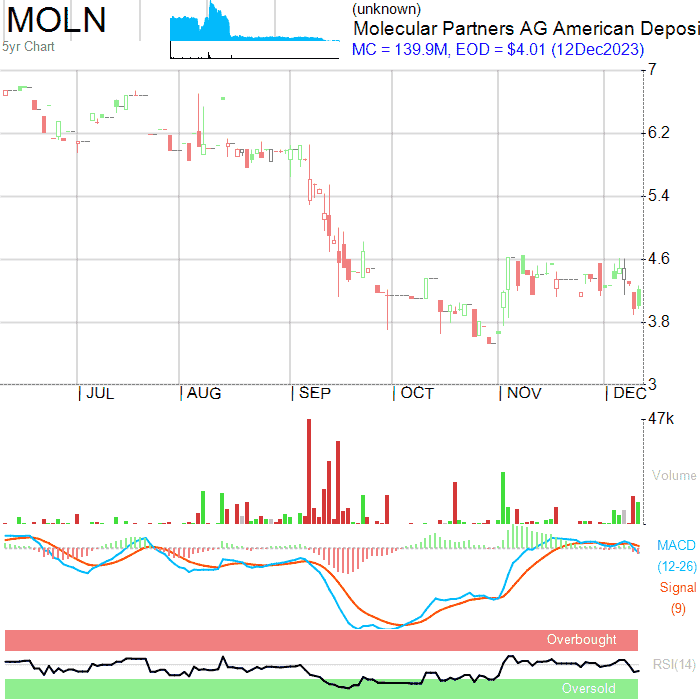 MOLN
5yr Chart
(unknown)
Molecular Partners AG American Deposi
MC = 139.9M, EOD = $4.01 (12Dec2023)
7
6.2
5.4
4.6
3.8
3
JUL AUG SEP OCT NOV DEC
47k
Volume
MACD
(12-26)
Signal
(9)
Overbought
RSI(14)
Oversold